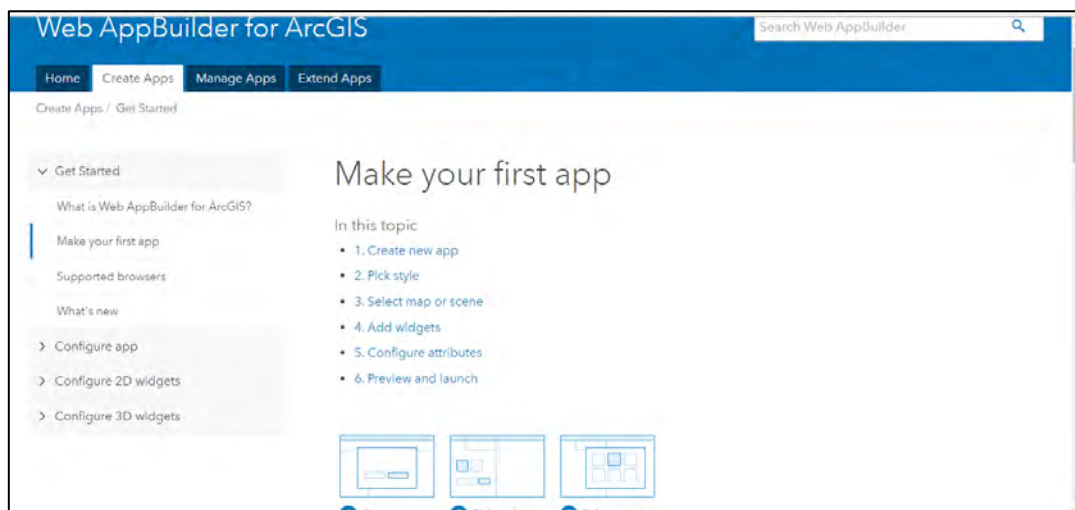 Web AppBuilder for ArcGIS
Search Web AppBuilder
Home Create Apps Manage Apps Extend Apps
Create Apps / Get Started
Get Started
What is Web AppBuilder for ArcGIS?
Make your first app
Supported browsers
What's new
Configure app
Configure 2D widgets
Configure 3D widgets
Make your first app
In this topic
• 1. Create new app
• 2. Pick style
• 3. Select map or scene
• 4. Add widgets
• 5. Configure attributes
• 6. Preview and launch